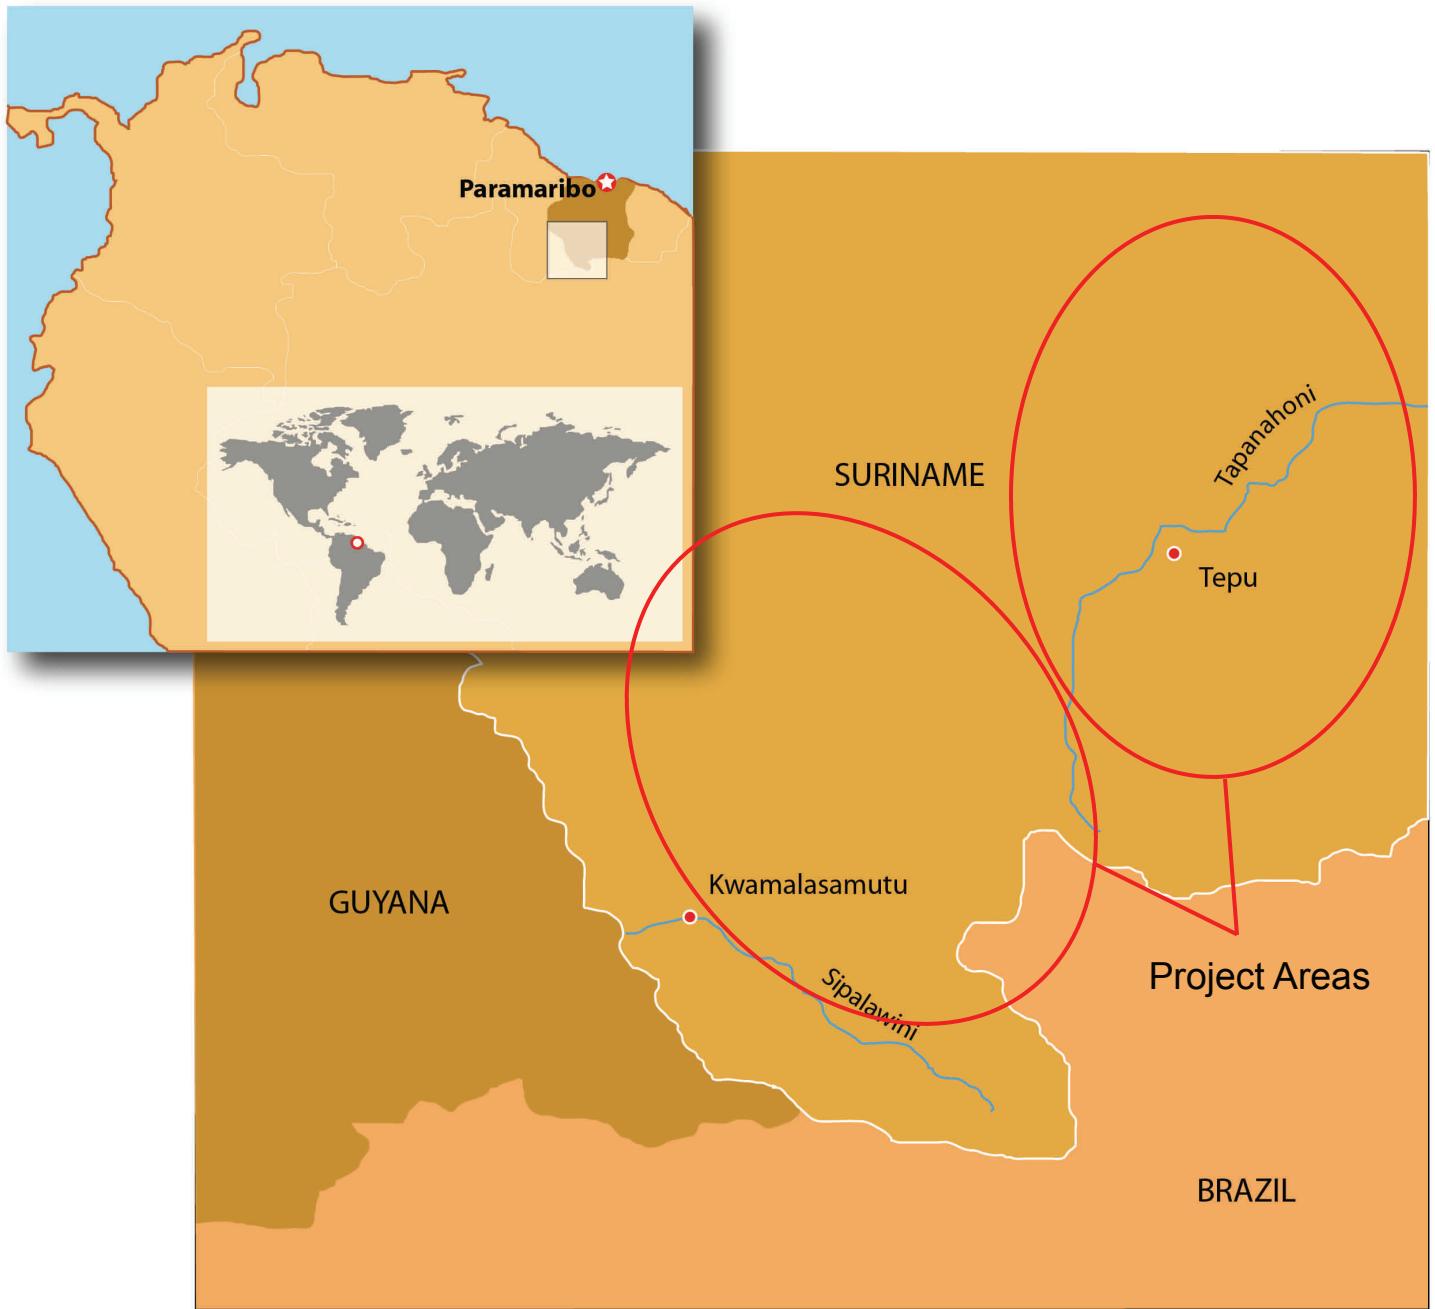 Paramaribo
SURINAME
Tapanahoni
Tepu
Kwamalasamutu
GUYANA
Sipalawini
Project Areas
BRAZIL